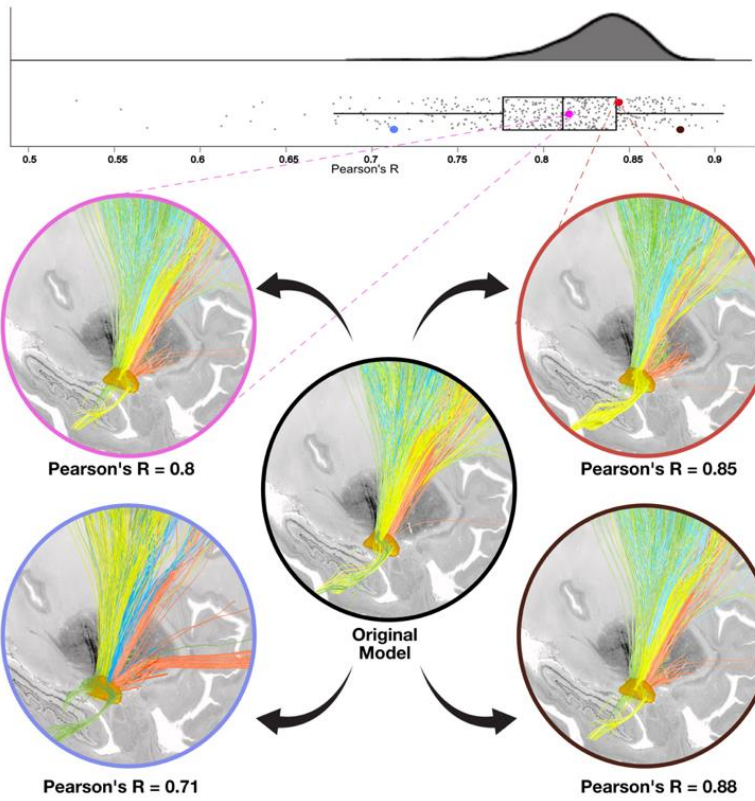 0.5 0.55 0.6 0.65 0.7 0.75 0.8 0.85 0.9
Pearson's R
Pearson's R = 0.8
Pearson's R = 0.85
Original
Model
Pearson's R = 0.71
Pearson's R = 0.88